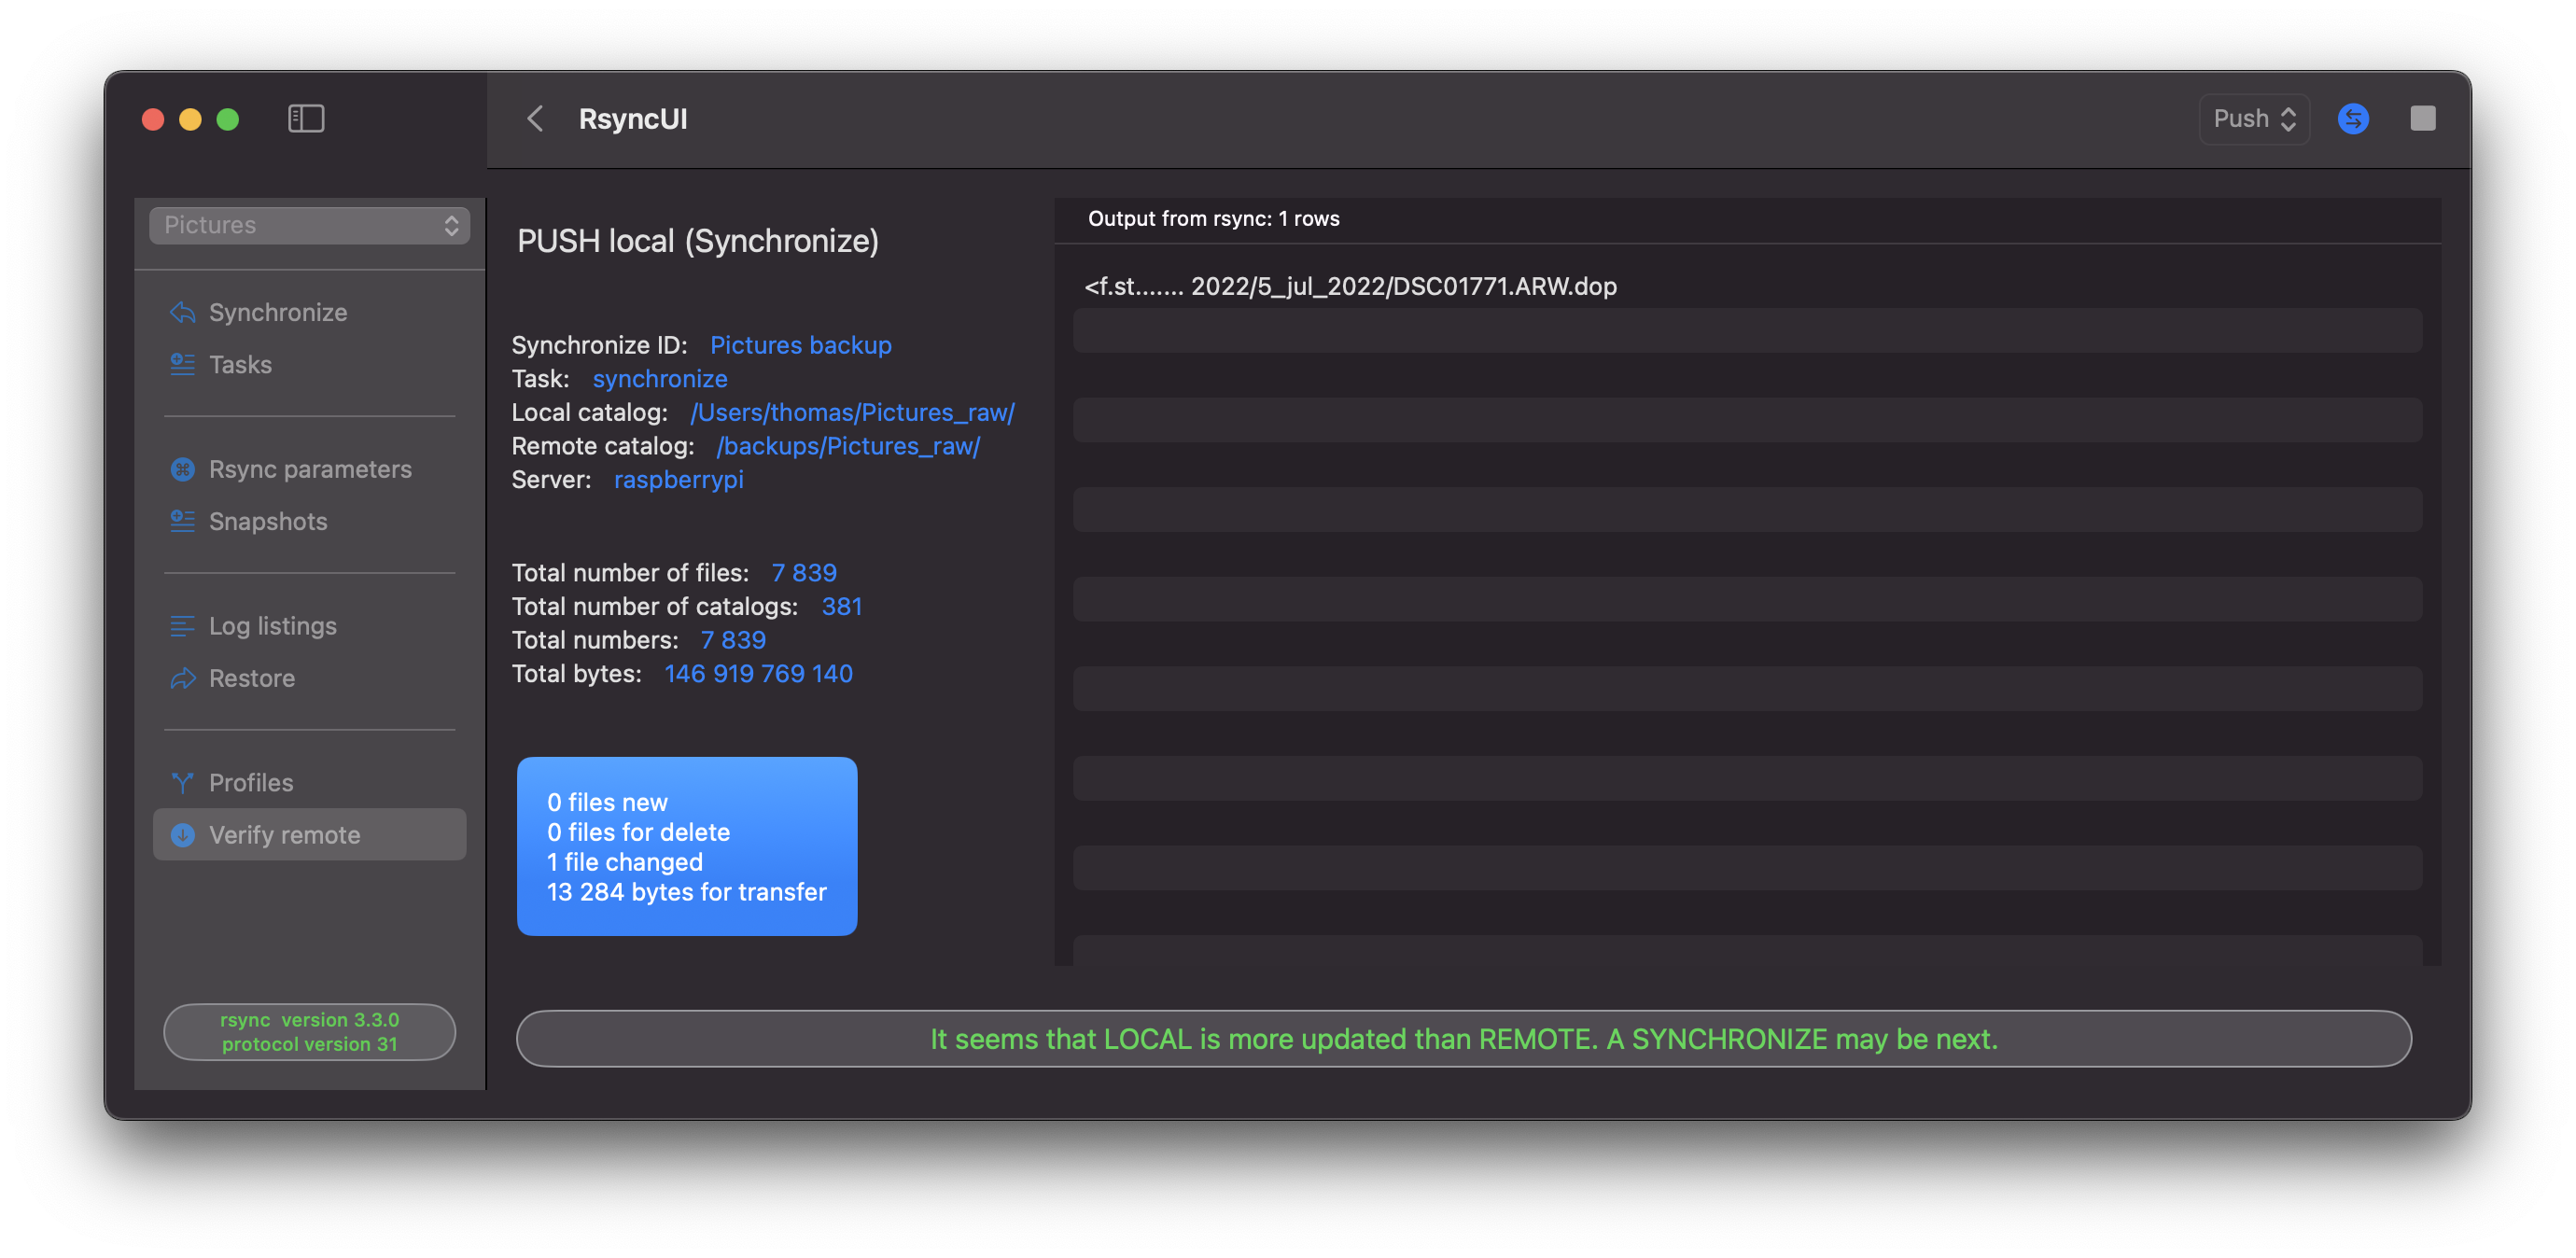 RsyncUI
Push
Pictures
Synchronize
Tasks
Rsync parameters
Snapshots
Log listings
Restore
Profiles
Verify remote
rsync  version 3.3.0
protocol version 31
PUSH local (Synchronize)
Synchronize ID: Pictures backup
Task: synchronize
Local catalog: /Users/thomas/Pictures_raw/
Remote catalog: /backups/Pictures_raw/
Server: raspberrypi
Total number of files: 7 839
Total number of catalogs: 381
Total numbers: 7 839
Total bytes: 146 919 769 140
0 files new
0 files for delete
1 file changed
13 284 bytes for transfer
Output from rsync: 1 rows
<f.st....... 2022/5_jul_2022/DSC01771.ARW.dop
It seems that LOCAL is more updated than REMOTE. A SYNCHRONIZE may be next.